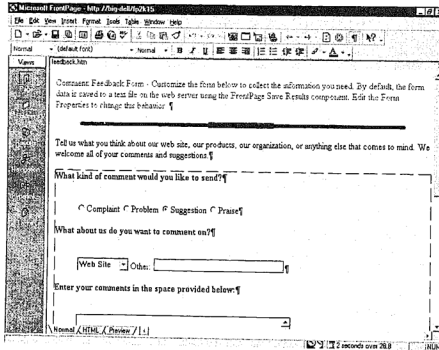 Microsoft FrontPage - http://big-dell/fp2k15
File Edit View Insert Format Tools Table Window Help
Normal (default font) Normal B I U A
Views feedback.htm
Comment Feedback Form - Customize the form below to collect the information you need. By default, the form
data is saved to a text file on the web server using the FrontPage Save Results component. Edit the Form
Properties to change this behavior. ¶
Tell us what you think about our web site, our products, our organization, or anything else that comes to mind. We
welcome all of your comments and suggestions.¶
What kind of comment would you like to send?¶
Complaint Problem Suggestion Praise¶
What about us do you want to comment on?¶
Web Site Other: ¶
Enter your comments in the space provided below:¶
Normal HTML Preview
12 seconds over 28.8 NUM